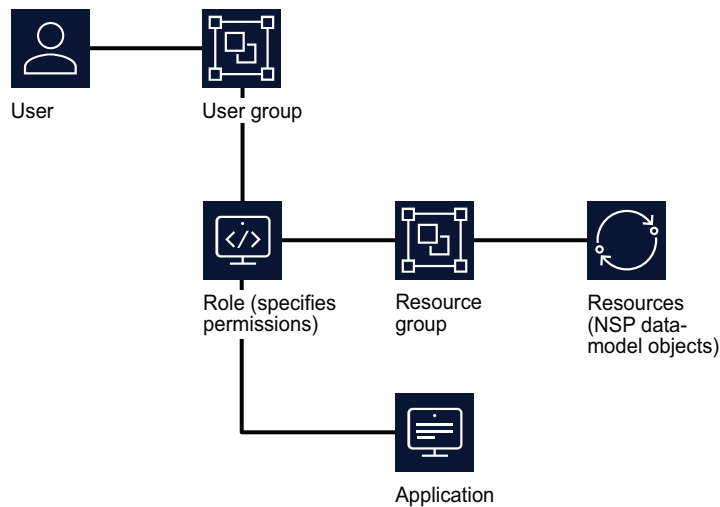 User
User group
Role (specifies
permissions)
Resource
group
Resources
(NSP data-
model objects)
Application